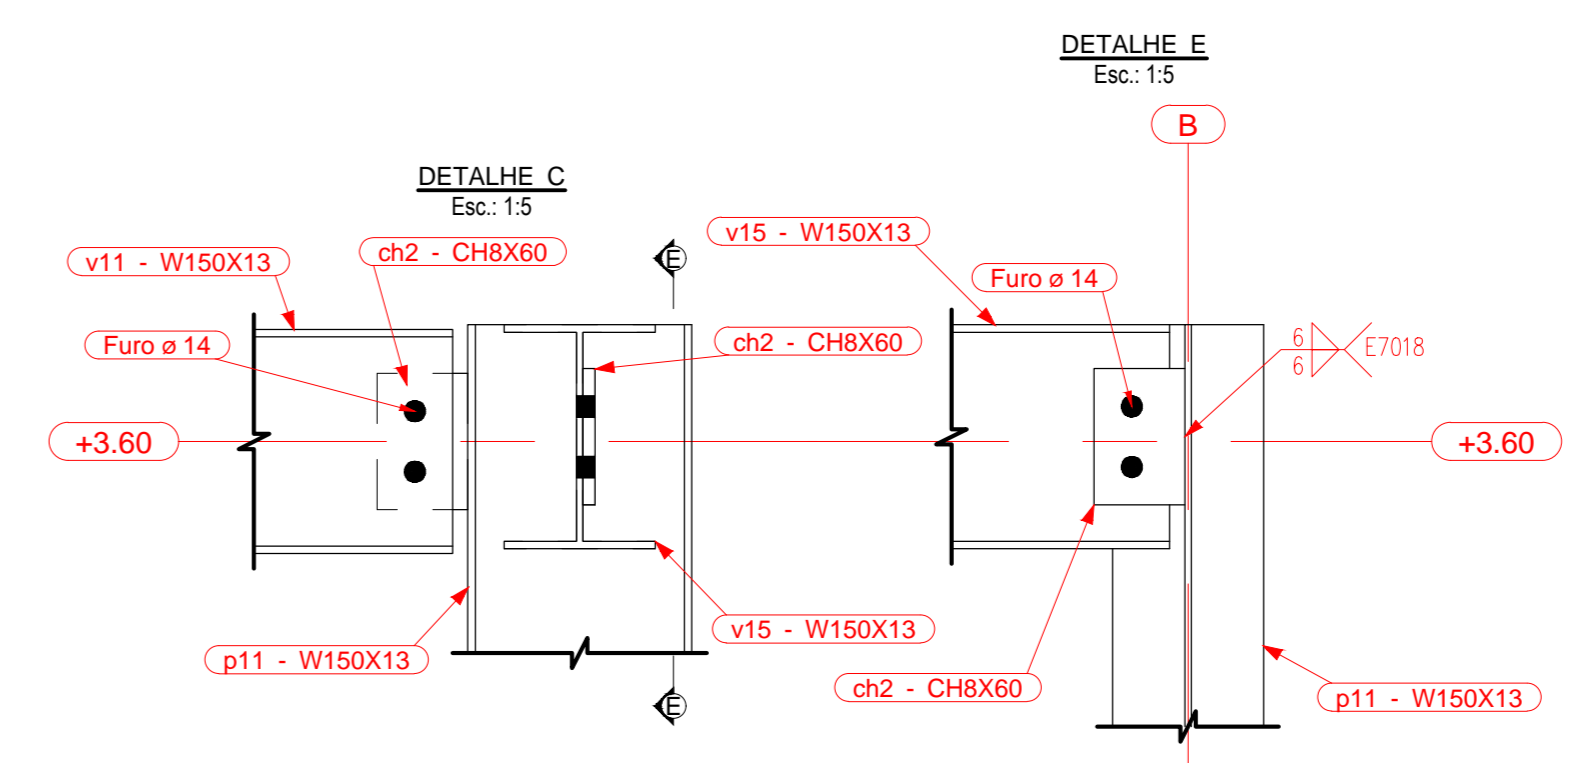 DETALHE E
Esc.: 1:5
B
DETALHE C
Esc.: 1:5
v11 - W150X13
ch2 - CH8X60
E
v15 - W150X13
Furo ø 14
Furo ø 14
ch2 - CH8X60
6
6
E7018
+3.60
+3.60
p11 - W150X13
v15 - W150X13
ch2 - CH8X60
p11 - W150X13
E